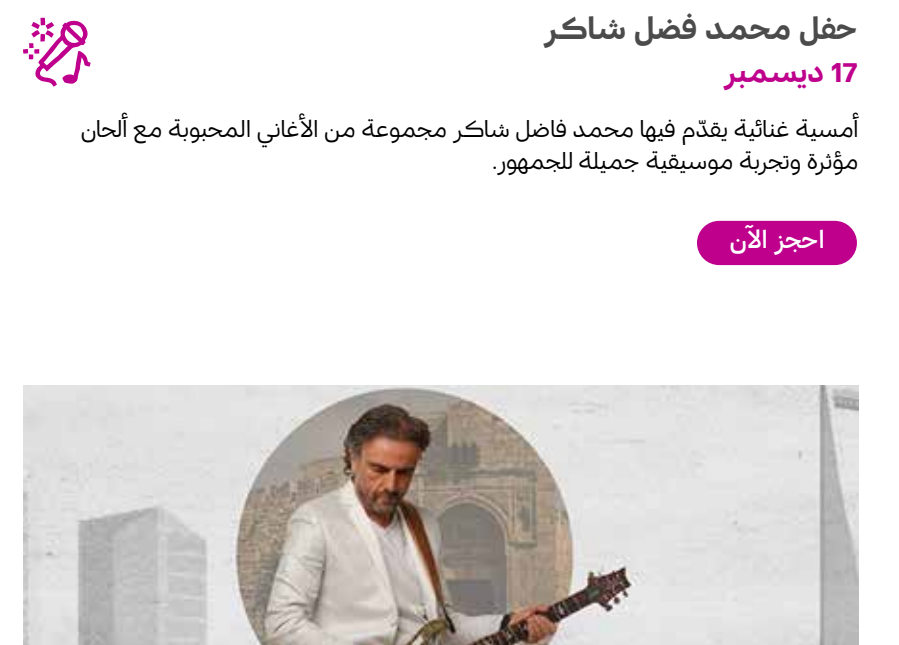 حفل محمد فضل شاكر
17 ديسمبر
أمسية غنائية يقدّم فيها محمد فاضل شاكر مجموعة من الأغاني المحبوبة مع ألحان
مؤثرة وتجربة موسيقية جميلة للجمهور.
احجز الآن